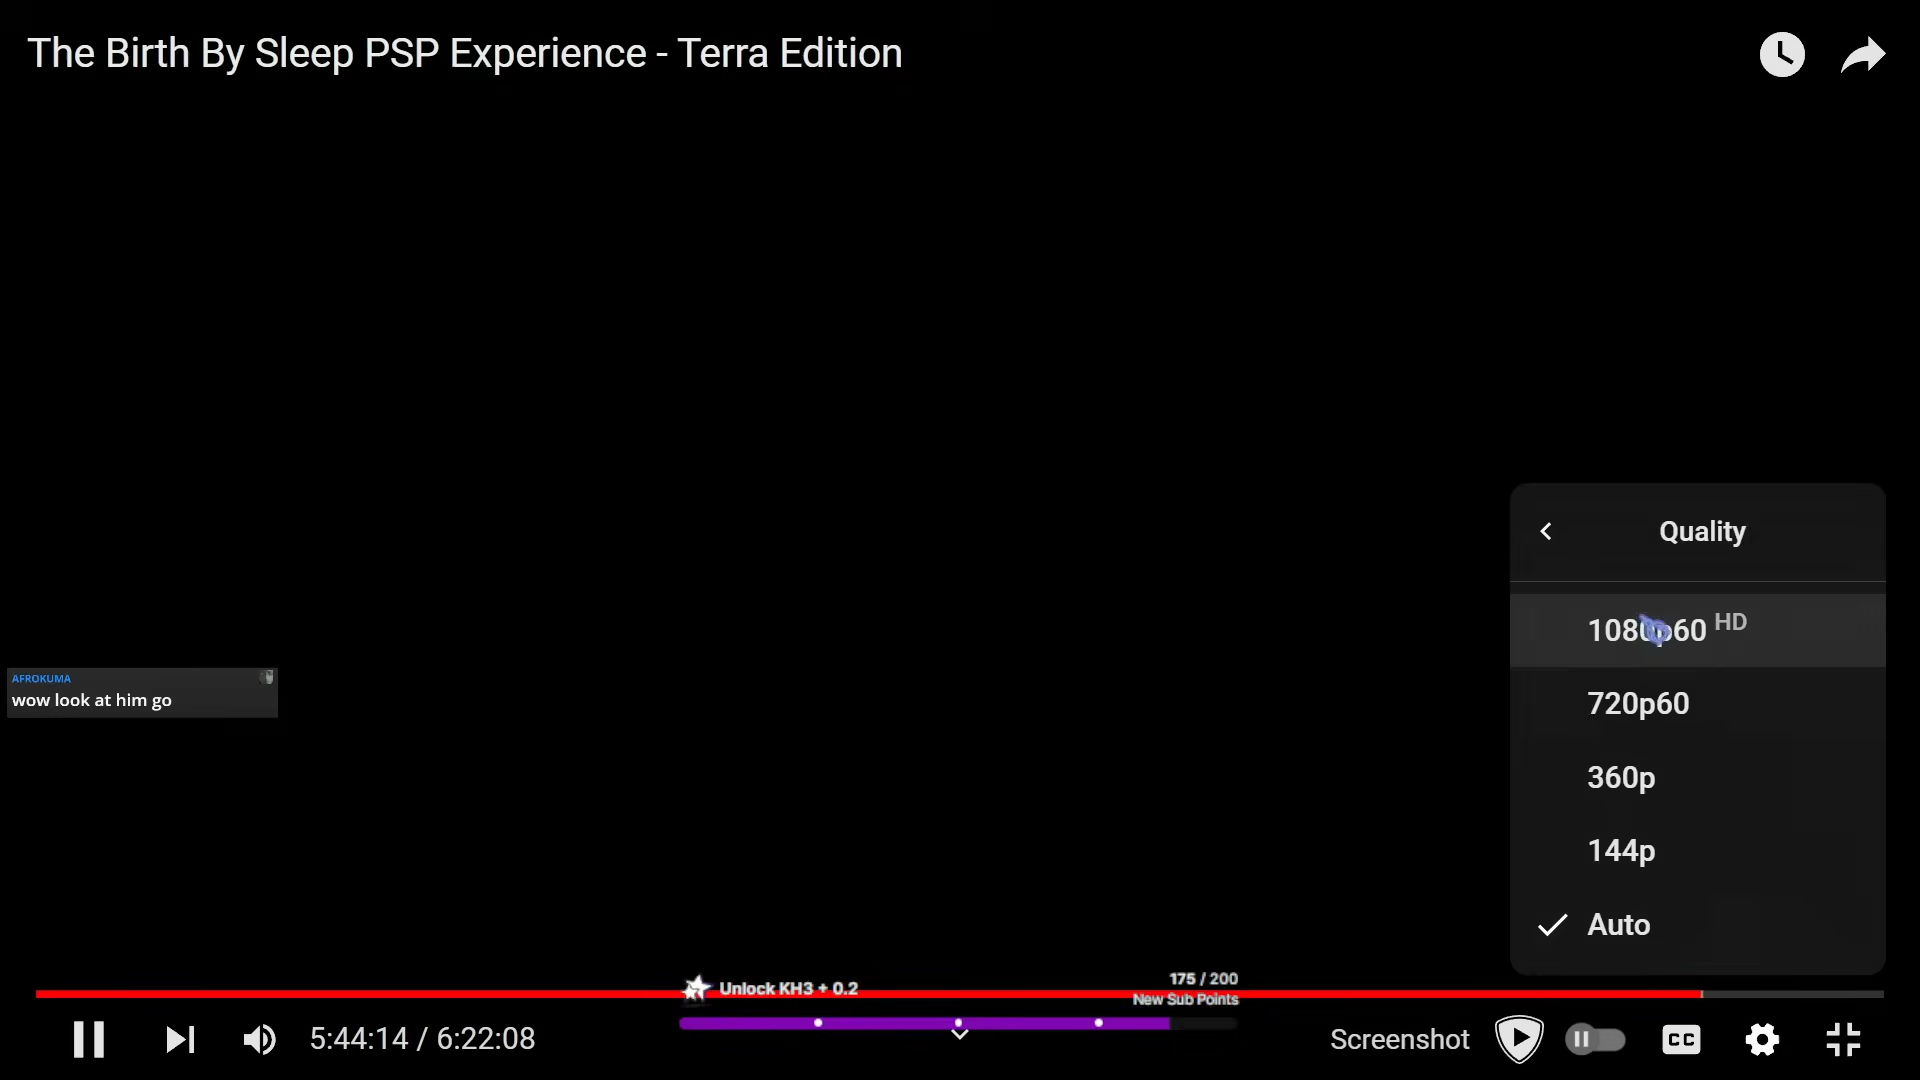 The Birth By Sleep PSP Experience - Terra Edition
Quality
1080p60 HD
720p60
360p
144p
Auto
AFROKUMA
wow look at him go
Unlock KH3 + 0.2
175 / 200
New Sub Points
5:44:14 / 6:22:08
Screenshot
CC